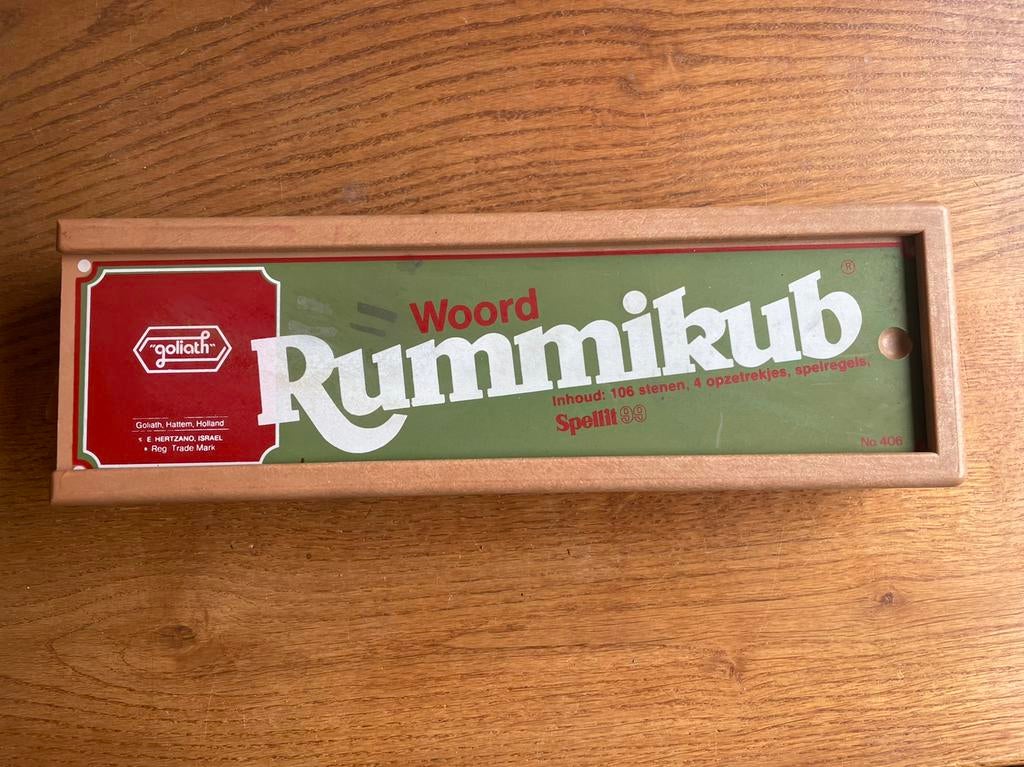 "goliath"
Goliath, Hattem, Holland
E. HERTZANO, ISRAEL
Reg Trade Mark
Woord
Rummikub ®
Inhoud: 106 stenen, 4 opzetrekjes, spelregels.
Spellit 99
No. 406